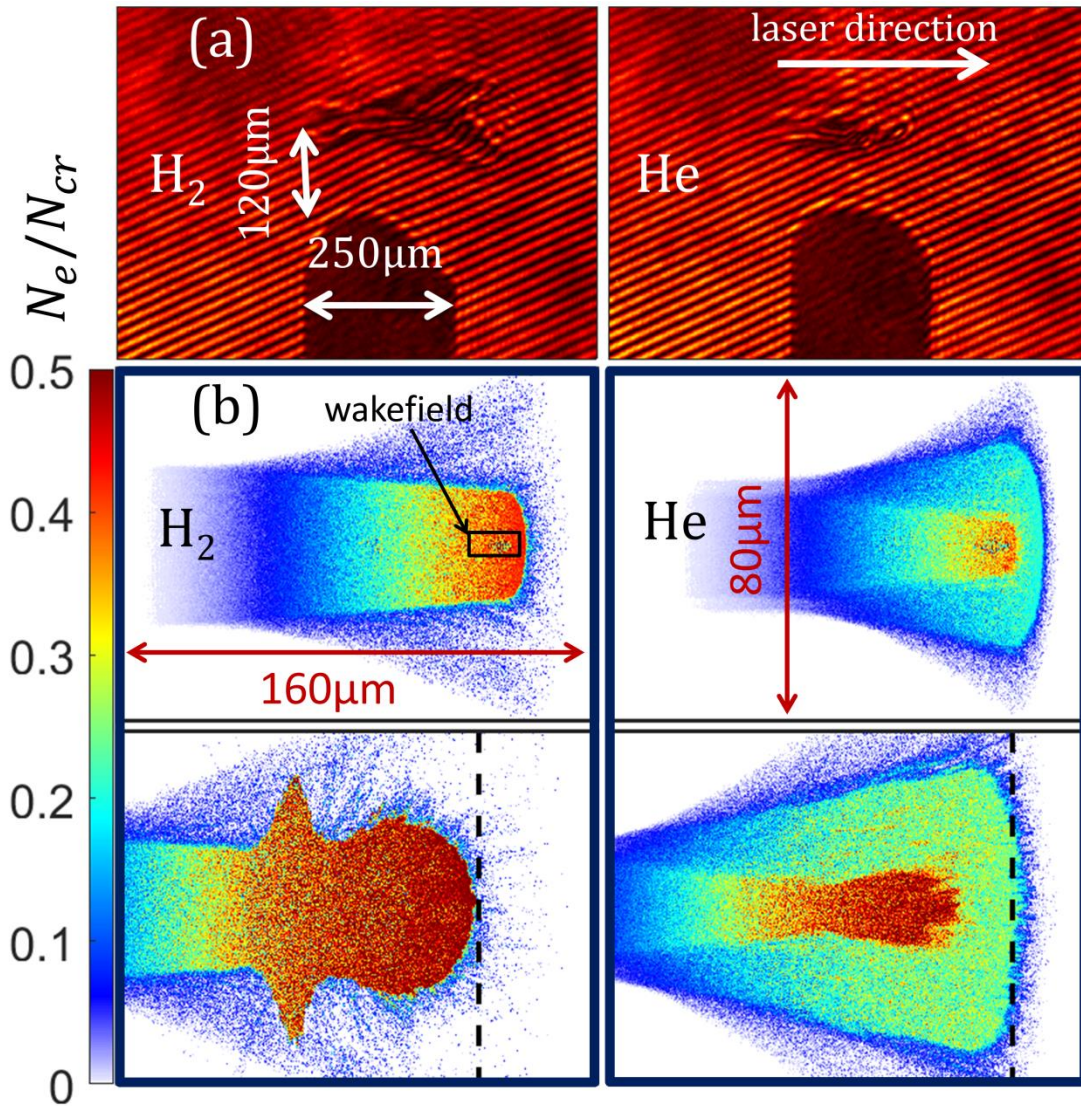 (a)
H₂
120μm
250μm
laser direction
He
Nₑ/N_cr
0.5
0.4
0.3
0.2
0.1
0
(b)
wakefield
H₂
160μm
He
80μm